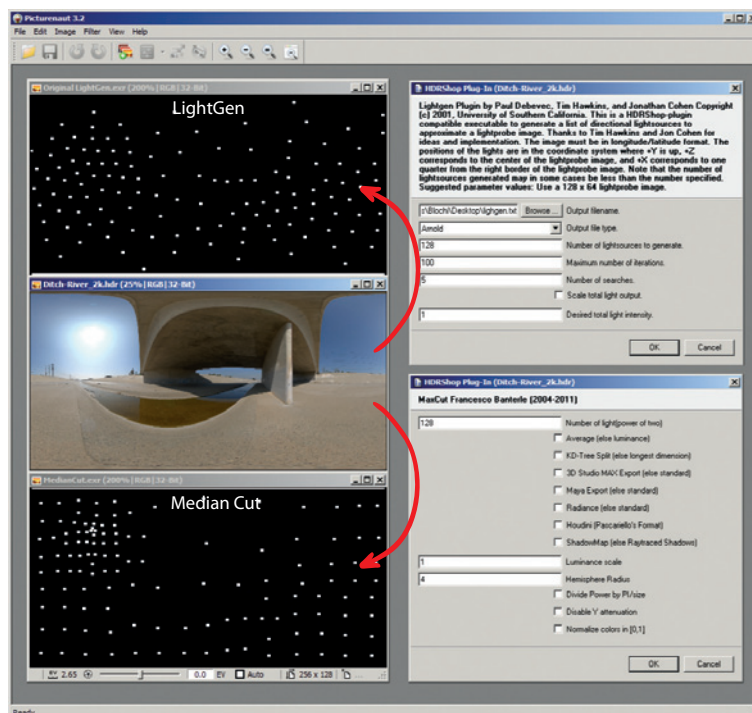 Picturenaut 3.2
File Edit Image Filter View Help
Original LightGen.exr (200% | RGB | 32-Bit)
LightGen
Ditch-River_2k.hdr (25% | RGB | 32-Bit)
MedianCut.exr (200% | RGB | 32-Bit)
Median Cut
EV 2.65 0.0 EV Auto 256 x 128
Ready
HDRShop Plug-In (Ditch-River_2k.hdr)
Lightgen Plugin by Paul Debevec, Tim Hawkins, and Jonathan Cohen Copyright
(c) 2001, University of Southern California. This is a HDRShop-plugin
compatible executable to generate a list of directional lightsources to
approximate a lightprobe image. Thanks to Tim Hawkins and Jon Cohen for
ideas and implementation. The image must be in longitude/latitude format. The
positions of the lights are in the coordinate system where +Y is up, +Z
corresponds to the center of the lightprobe image, and +X corresponds to one
quarter from the right border of the lightprobe image. Note that the number of
lightsources generated may in some cases be less than the number specified.
Suggested parameter values: Use a 128 x 64 lightprobe image.
s\Blochi\Desktop\lighgen.txt Browse ... Output filename.
Arnold Output file type.
128 Number of lightsources to generate.
100 Maximum number of iterations.
5 Number of searches.
Scale total light output.
1 Desired total light intensity.
OK Cancel
HDRShop Plug-In (Ditch-River_2k.hdr)
MaxCut Francesco Banterle (2004-2011)
128 Number of light(power of two)
Average (else luminance)
KD-Tree Split (else longest dimension)
3D Studio MAX Export (else standard)
Maya Export (else standard)
Radiance (else standard)
Houdini (Pascariello's Format)
ShadowMap (else Raytraced Shadows)
1 Luminance scale
4 Hemisphere Radius
Divide Power by PI/size
Disable Y attenuation
Normalize colors in [0,1]
OK Cancel